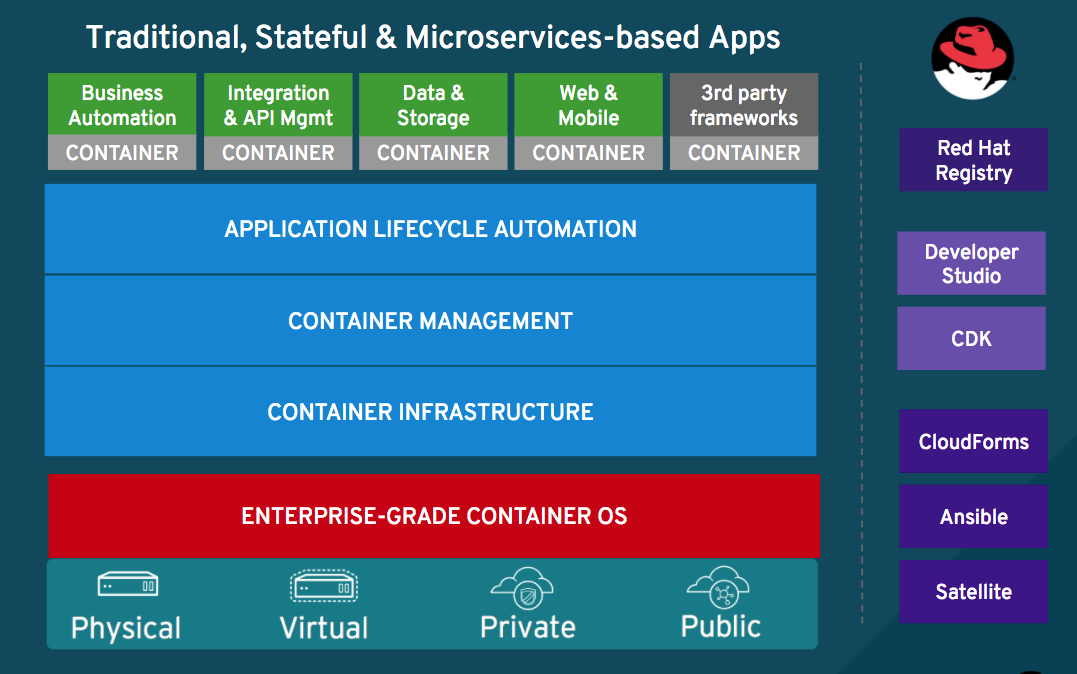 Traditional, Stateful & Microservices-based Apps
Business
Automation
CONTAINER
Integration
& API Mgmt
CONTAINER
Data &
Storage
CONTAINER
Web &
Mobile
CONTAINER
3rd party
frameworks
CONTAINER
APPLICATION LIFECYCLE AUTOMATION
CONTAINER MANAGEMENT
CONTAINER INFRASTRUCTURE
ENTERPRISE-GRADE CONTAINER OS
Physical
Virtual
Private
Public
Red Hat
Registry
Developer
Studio
CDK
CloudForms
Ansible
Satellite